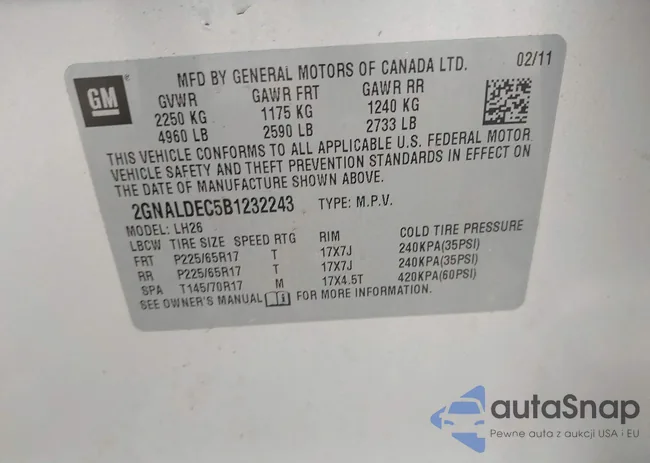 MFD BY GENERAL MOTORS OF CANADA LTD. 02/11
GM
GVWR GAWR FRT GAWR RR
2250 KG 1175 KG 1240 KG
4960 LB 2590 LB 2733 LB
THIS VEHICLE CONFORMS TO ALL APPLICABLE U.S. FEDERAL MOTOR
VEHICLE SAFETY AND THEFT PREVENTION STANDARDS IN EFFECT ON
THE DATE OF MANUFACTURE SHOWN ABOVE.
2GNALDEC5B1232243 TYPE: M.P.V.
MODEL: LH26
LBCW TIRE SIZE SPEED RTG RIM COLD TIRE PRESSURE
FRT P225/65R17 T 17X7J 240KPA(35PSI)
RR P225/65R17 T 17X7J 240KPA(35PSI)
SPA T145/70R17 M 17X4.5T 420KPA(60PSI)
SEE OWNER'S MANUAL FOR MORE INFORMATION.
autaSnap
Pewne auta z aukcji USA i EU